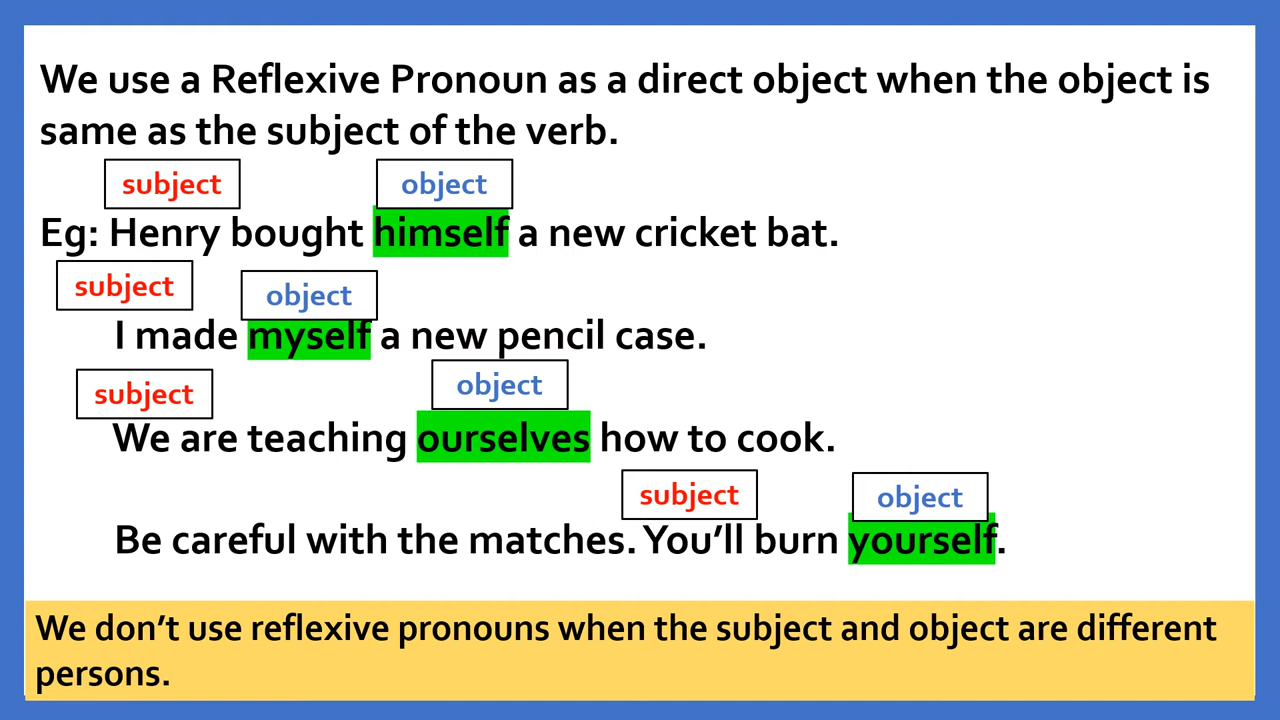 We use a Reflexive Pronoun as a direct object when the object is
same as the subject of the verb.
subject object
Eg: Henry bought himself a new cricket bat.
subject object
I made myself a new pencil case.
subject object
We are teaching ourselves how to cook.
subject object
Be careful with the matches. You’ll burn yourself.
We don’t use reflexive pronouns when the subject and object are different
persons.